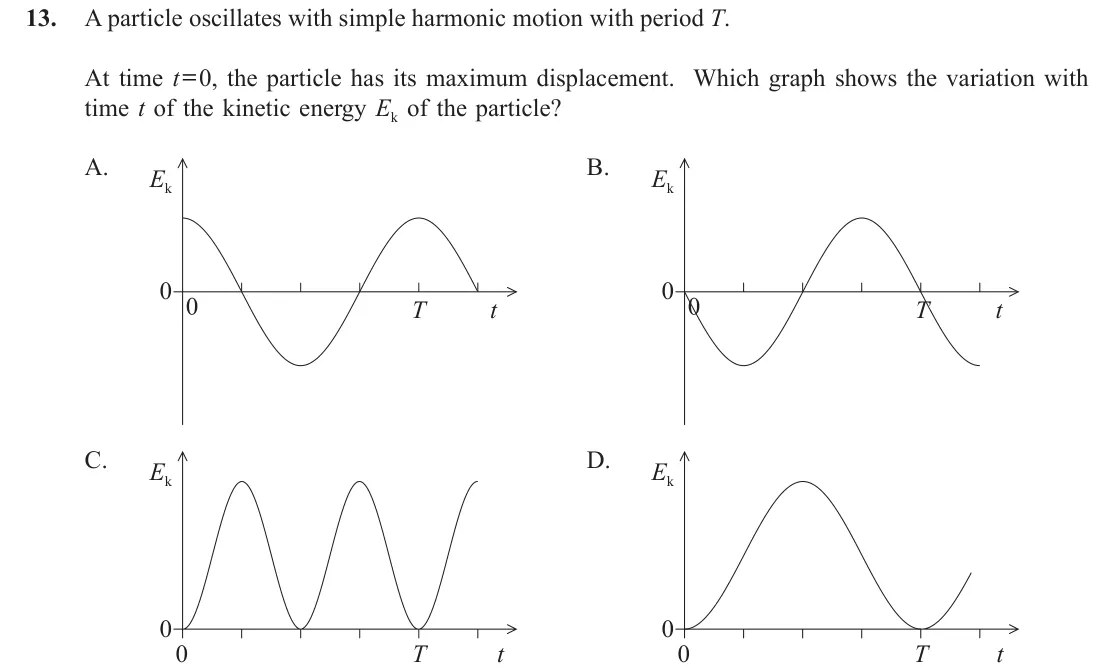 13. A particle oscillates with simple harmonic motion with period T.
At time t=0, the particle has its maximum displacement. Which graph shows the variation with
time t of the kinetic energy Eₖ of the particle?
A.
Eₖ
0
0
T
t
B.
Eₖ
0
0
T
t
C.
Eₖ
0
0
T
t
D.
Eₖ
0
0
T
t